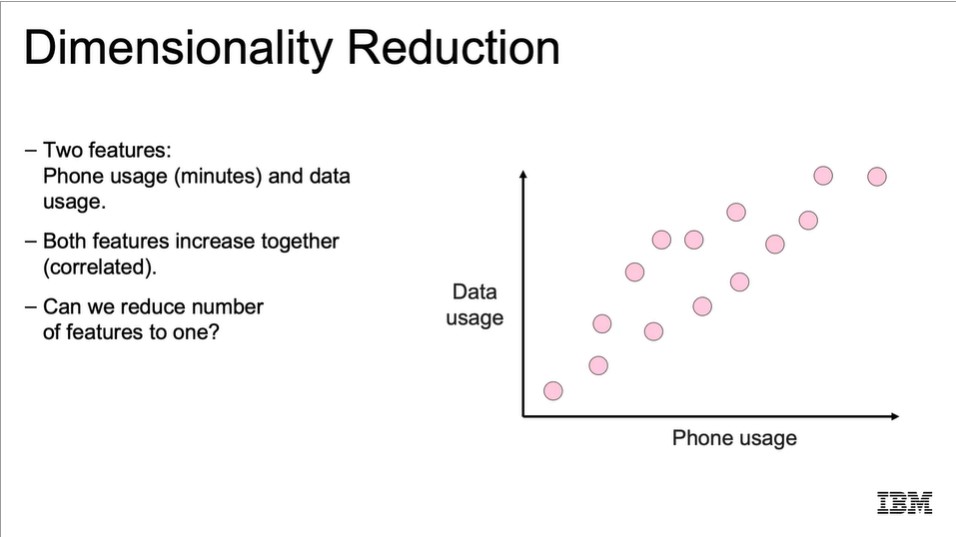 Dimensionality Reduction
– Two features:
Phone usage (minutes) and data
usage.
– Both features increase together
(correlated).
– Can we reduce number
of features to one?
Data
usage
Phone usage
IBM